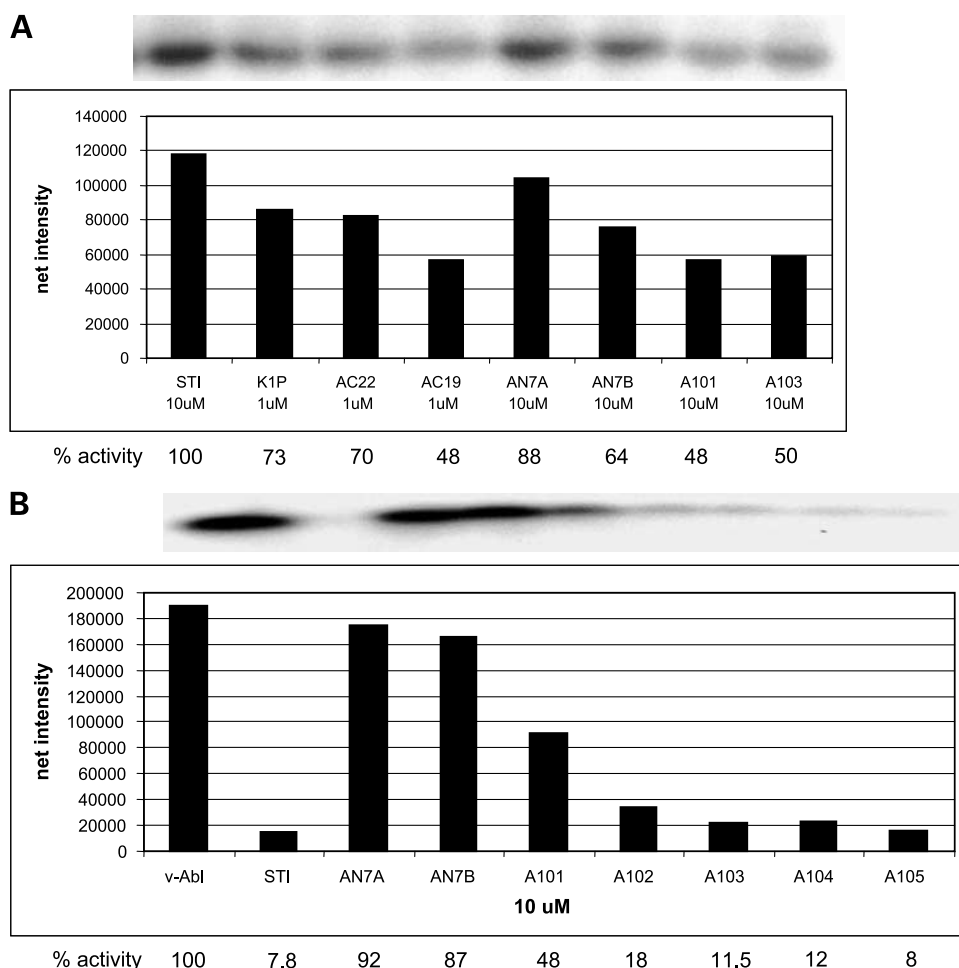 A
140000
120000
100000
80000
60000
40000
20000
0
net intensity
STI K1P AC22 AC19 AN7A AN7B A101 A103
10uM 1uM 1uM 1uM 10uM 10uM 10uM 10uM
% activity 100 73 70 48 88 64 48 50
B
200000
180000
160000
140000
120000
100000
80000
60000
40000
20000
0
net intensity
v-Abl STI AN7A AN7B A101 A102 A103 A104 A105
10 uM
% activity 100 7.8 92 87 48 18 11.5 12 8